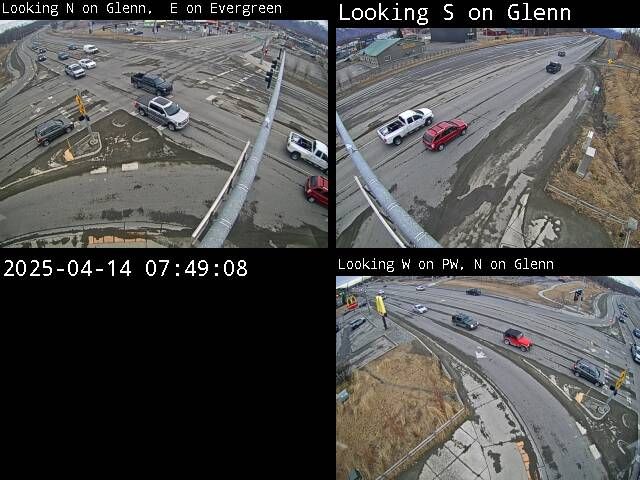 Looking N on Glenn, E on Evergreen
Looking S on Glenn
2025-04-14 07:49:08
Looking W on PW, N on Glenn